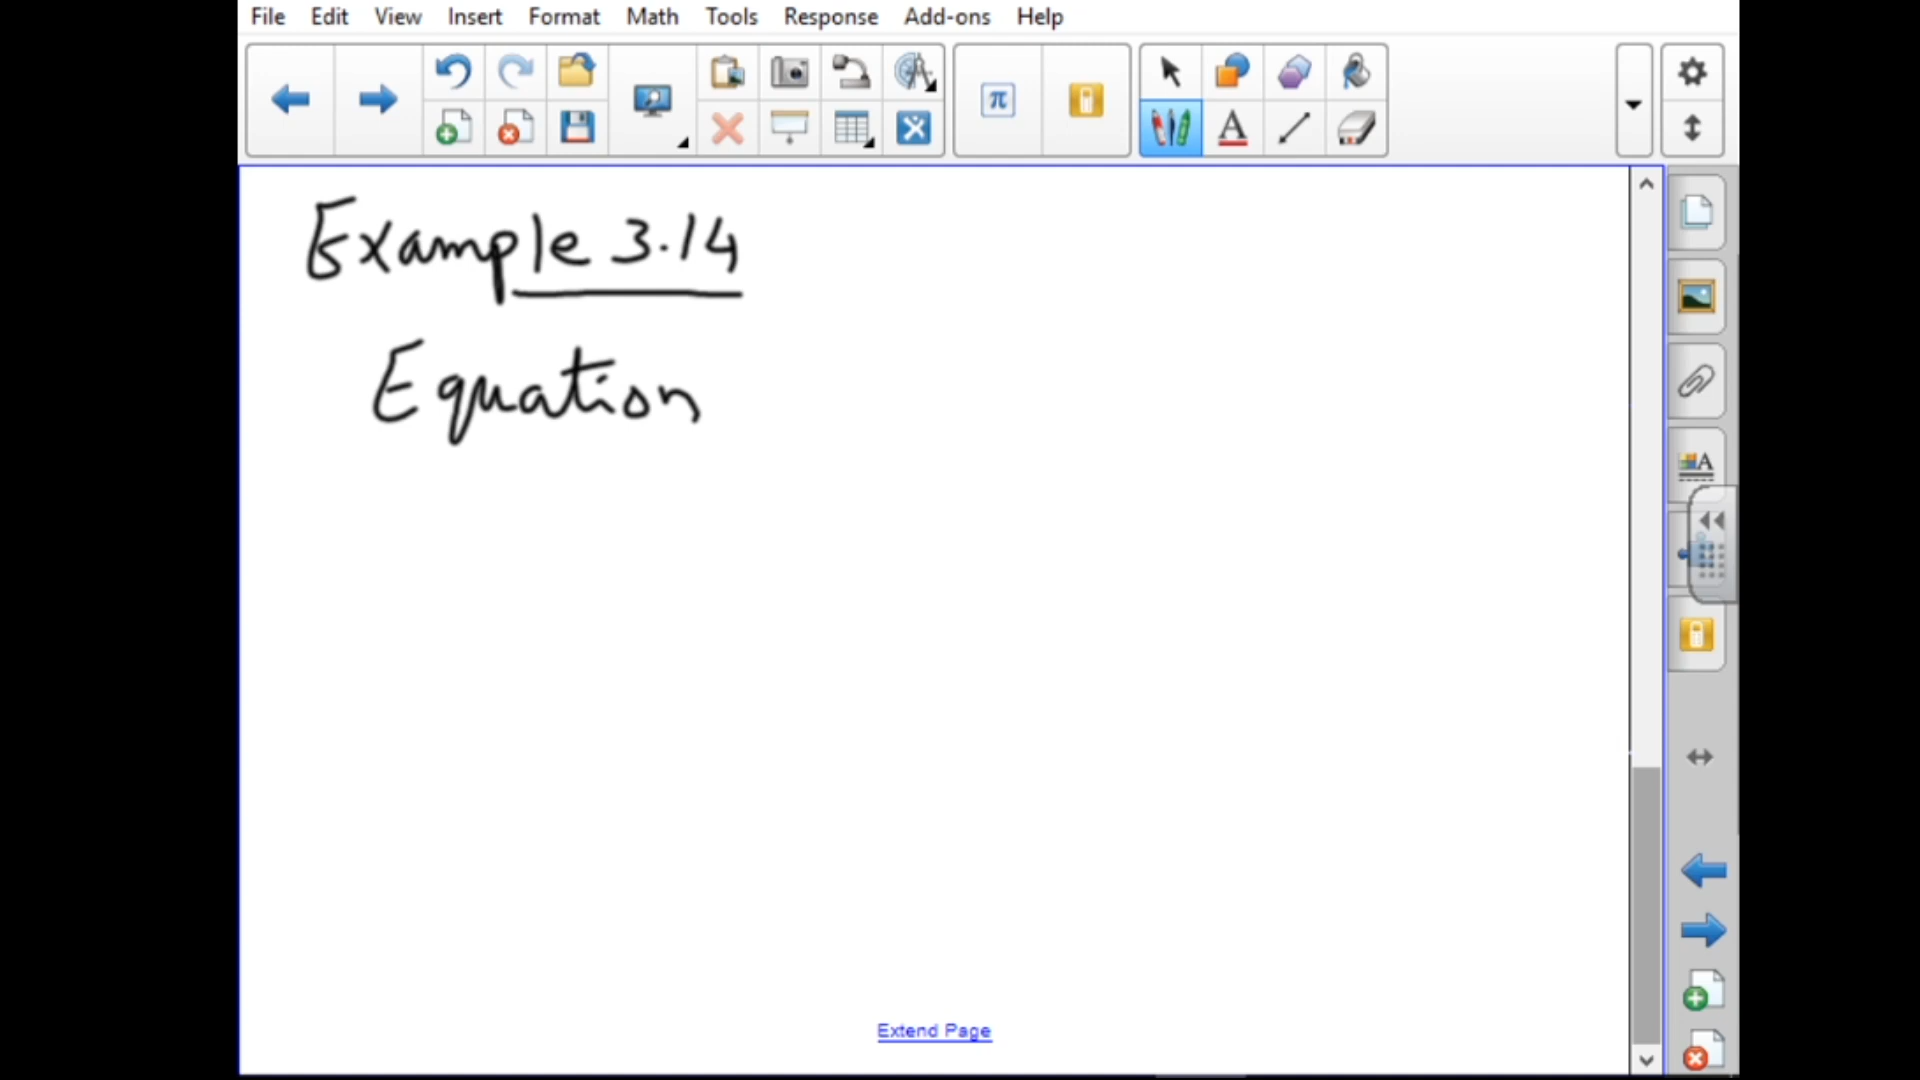 File Edit View Insert Format Math Tools Response Add-ons Help
Example 3.14
Equation
Extend Page